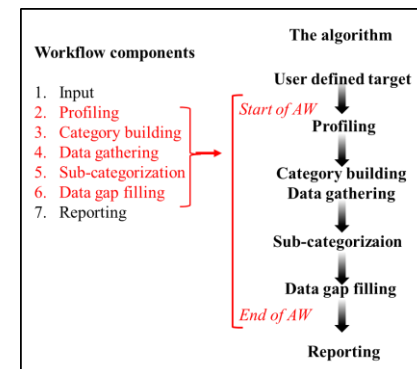 Workflow components
1. Input
2. Profiling
3. Category building
4. Data gathering
5. Sub-categorization
6. Data gap filling
7. Reporting
The algorithm
User defined target
Start of AW
Profiling
Category building
Data gathering
Sub-categorizaion
Data gap filling
End of AW
Reporting